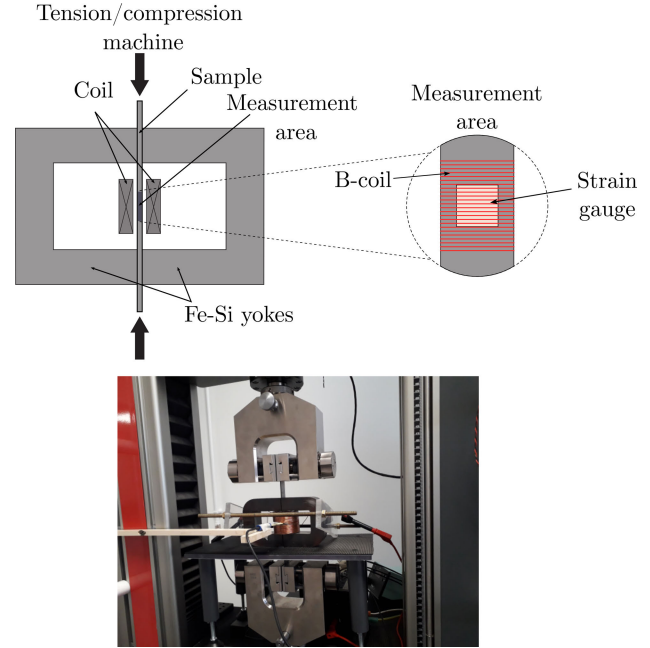 Tension/compression
machine
Coil
Sample
Measurement
area
Measurement
area
B-coil
Strain
gauge
Fe-Si yokes